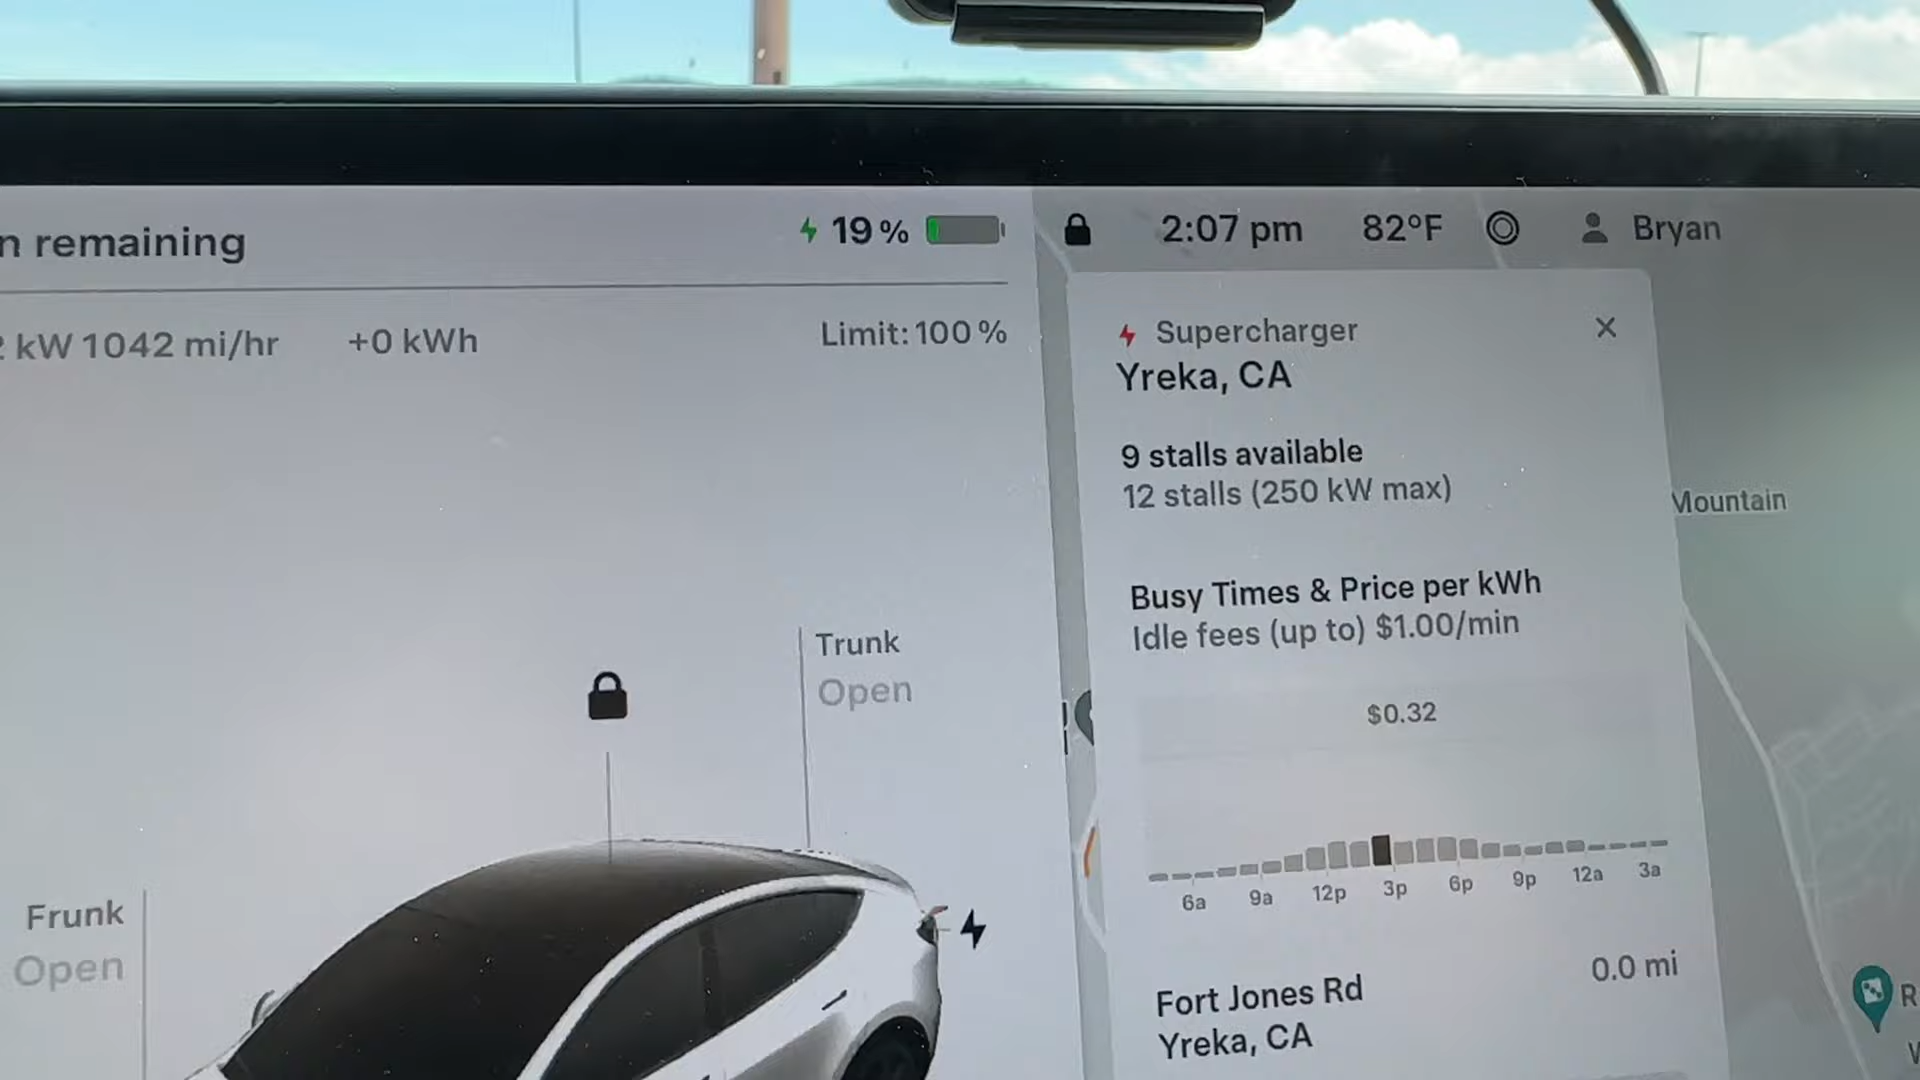 n remaining
19%
2:07 pm
82°F
Bryan
kW 1042 mi/hr
+0 kWh
Limit: 100%
Supercharger
Yreka, CA
9 stalls available
12 stalls (250 kW max)
Mountain
Busy Times & Price per kWh
Idle fees (up to) $1.00/min
Trunk
Open
$0.32
6a 9a 12p 3p 6p 9p 12a 3a
Frunk
Open
Fort Jones Rd
0.0 mi
Yreka, CA
R